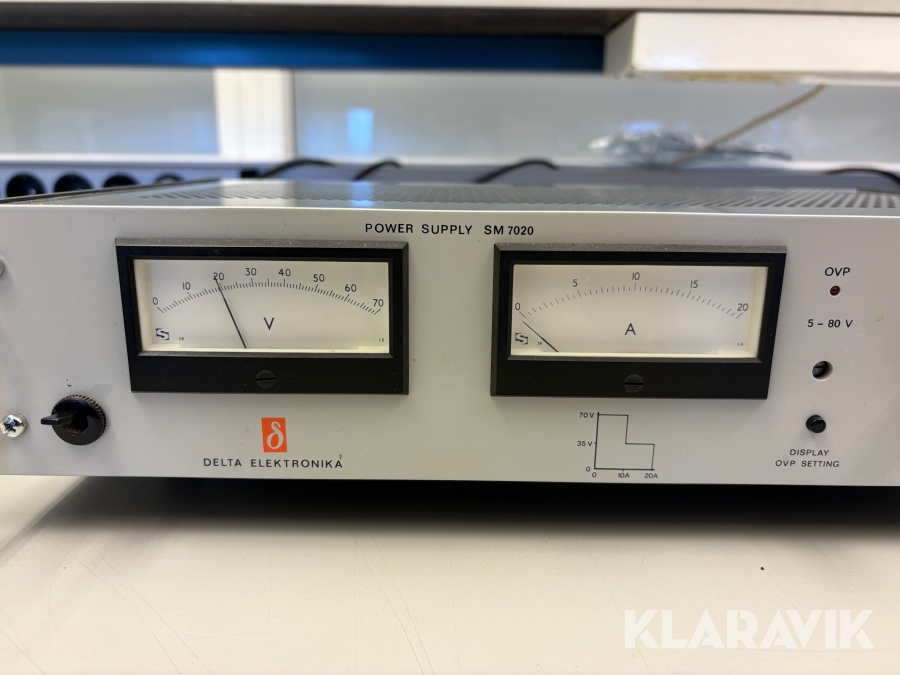 POWER SUPPLY SM 7020
0 10 20 30 40 50 60 70
V
0 5 10 15 20
A
OVP
5 - 80 V
DISPLAY
OVP SETTING
δ
DELTA ELEKTRONIKA
70 V
35 V
0
0 10A 20A
KLARAVIK